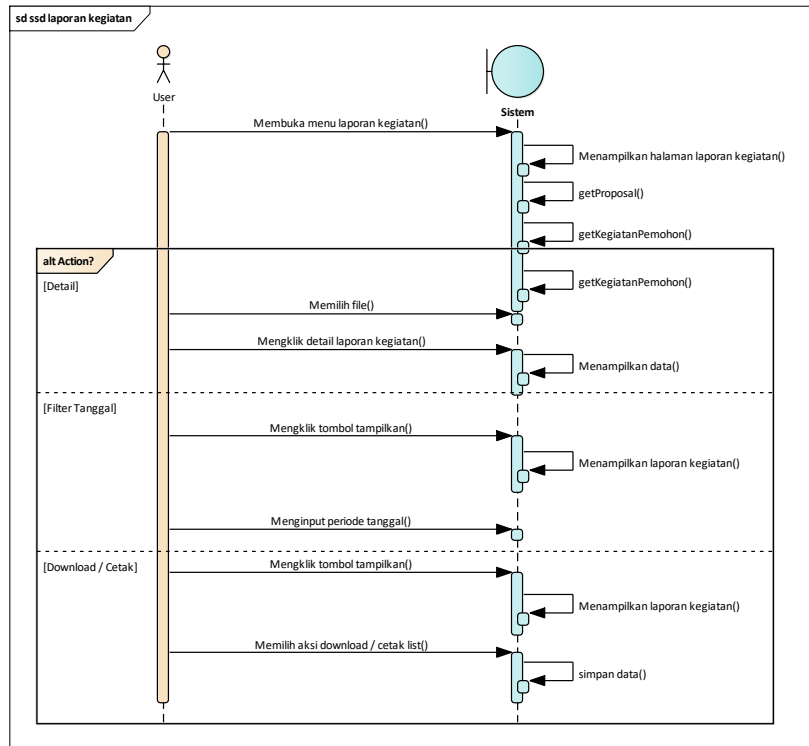 sd ssd laporan kegiatan
User
Sistem
Membuka menu laporan kegiatan()
Menampilkan halaman laporan kegiatan()
getProposal()
getKegiatanPemohon()
alt Action?
[Detail]
getKegiatanPemohon()
Memilih file()
Mengklik detail laporan kegiatan()
Menampilkan data()
[Filter Tanggal]
Mengklik tombol tampilkan()
Menampilkan laporan kegiatan()
Menginput periode tanggal()
[Download / Cetak]
Mengklik tombol tampilkan()
Menampilkan laporan kegiatan()
Memilih aksi download / cetak list()
simpan data()